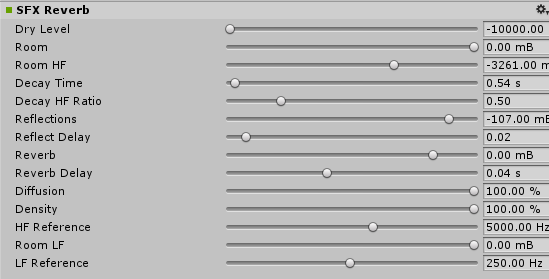 SFX Reverb
Dry Level -10000.00
Room 0.00 mB
Room HF -3261.00 m
Decay Time 0.54 s
Decay HF Ratio 0.50
Reflections -107.00 mB
Reflect Delay 0.02
Reverb 0.00 mB
Reverb Delay 0.04 s
Diffusion 100.00 %
Density 100.00 %
HF Reference 5000.00 Hz
Room LF 0.00 mB
LF Reference 250.00 Hz